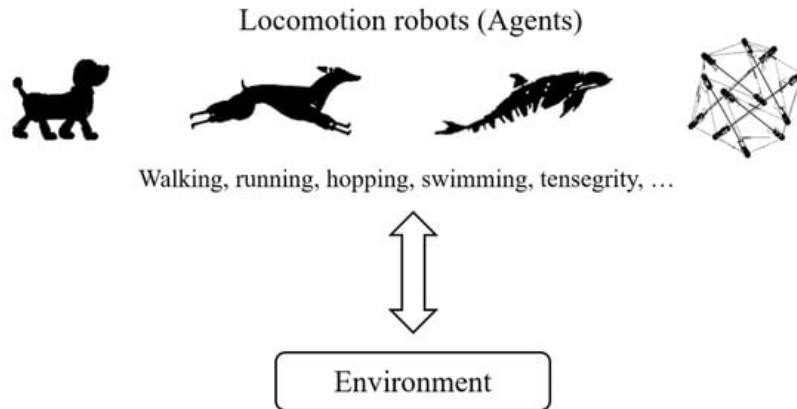 Locomotion robots (Agents)
Walking, running, hopping, swimming, tensegrity, …
Environment